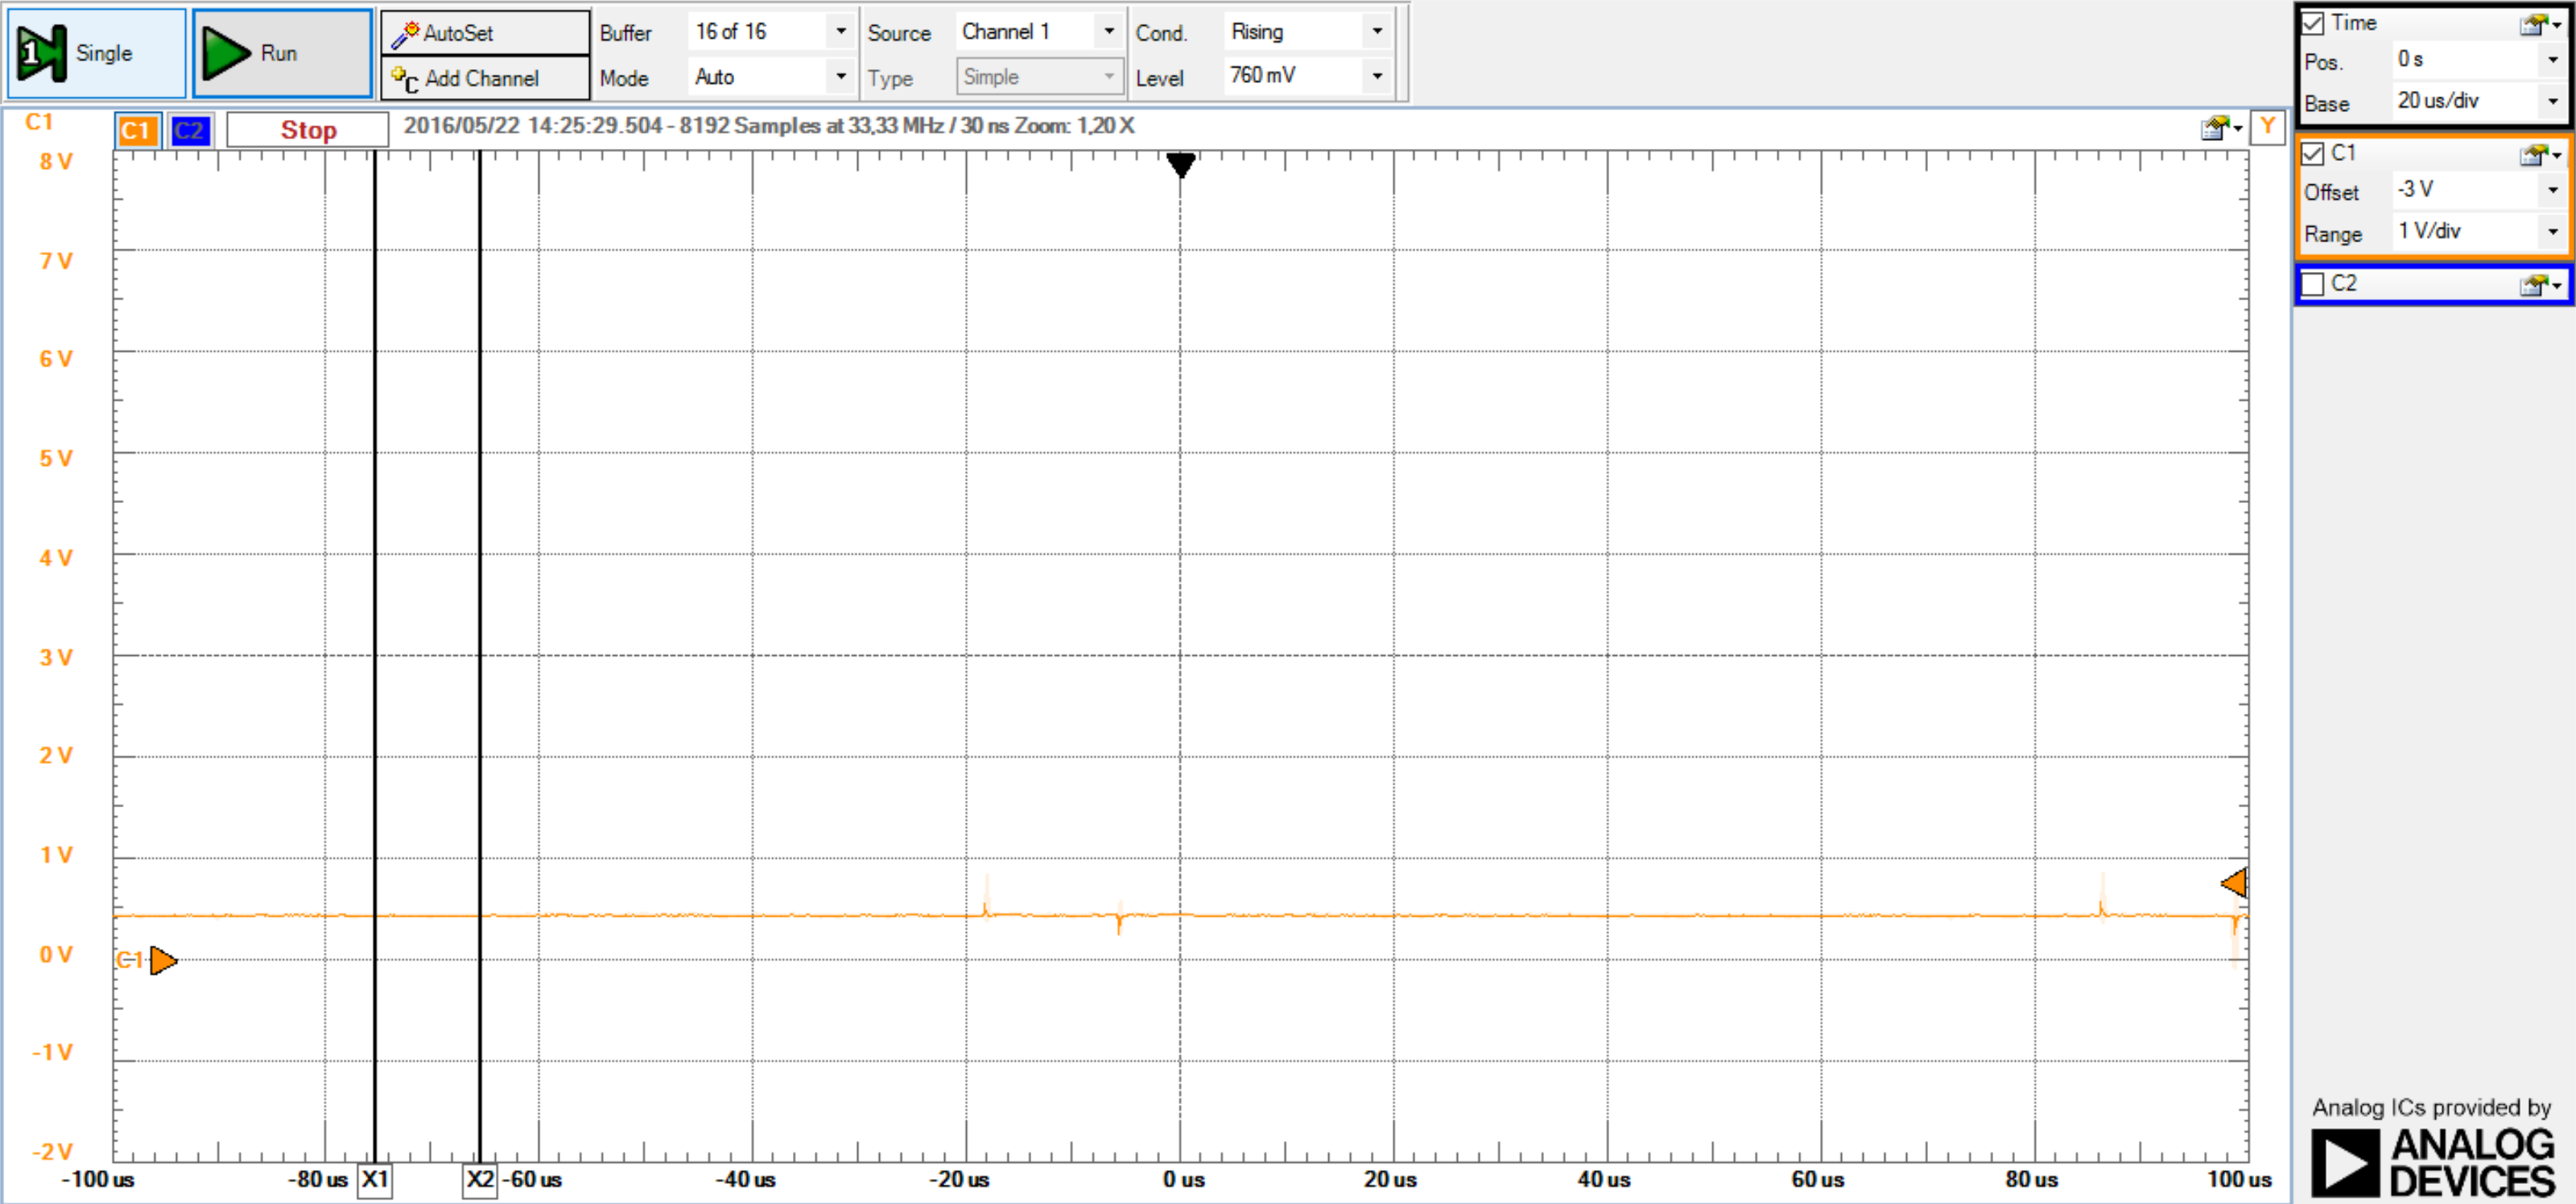 1 Single Run AutoSet Buffer 16 of 16 Source Channel 1 Cond. Rising
Add Channel Mode Auto Type Simple Level 760 mV
C1 C1 C2 Stop 2016/05/22 14:25:29.504 - 8192 Samples at 33,33 MHz / 30 ns Zoom: 1,20 X Y
8 V
7 V
6 V
5 V
4 V
3 V
2 V
1 V
0 V C1
-1 V
-2 V
-100 us -80 us X1 X2 -60 us -40 us -20 us 0 us 20 us 40 us 60 us 80 us 100 us
Time
Pos. 0 s
Base 20 us/div
C1
Offset -3 V
Range 1 V/div
C2
Analog ICs provided by
ANALOG
DEVICES